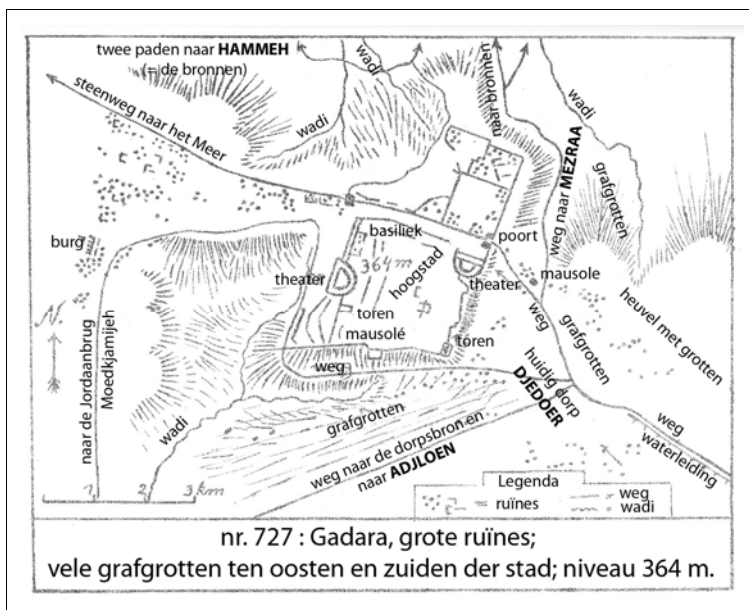 twee paden naar HAMMEH
(= de bronnen)
wadi
steenweg naar het Meer
wadi
naar bronnen
wadi
weg naar MEZRAA
grafgrotten
burg
basiliek
poort
364 m
hoogstad
theater
theater
mausole
toren
mausolé
heuvel met grotten
weg
grafgrotten
toren
N
naar de Jordaanbrug
Moedkjamijeh
weg
huidig dorp
DJEDOER
wadi
grafgrotten
weg naar de dorpsbronnen
naar ADJLOEN
weg
waterleiding
1 2 3 km
Legenda
ruïnes
weg
wadi
nr. 727 : Gadara, grote ruïnes;
vele grafgrotten ten oosten en zuiden der stad; niveau 364 m.